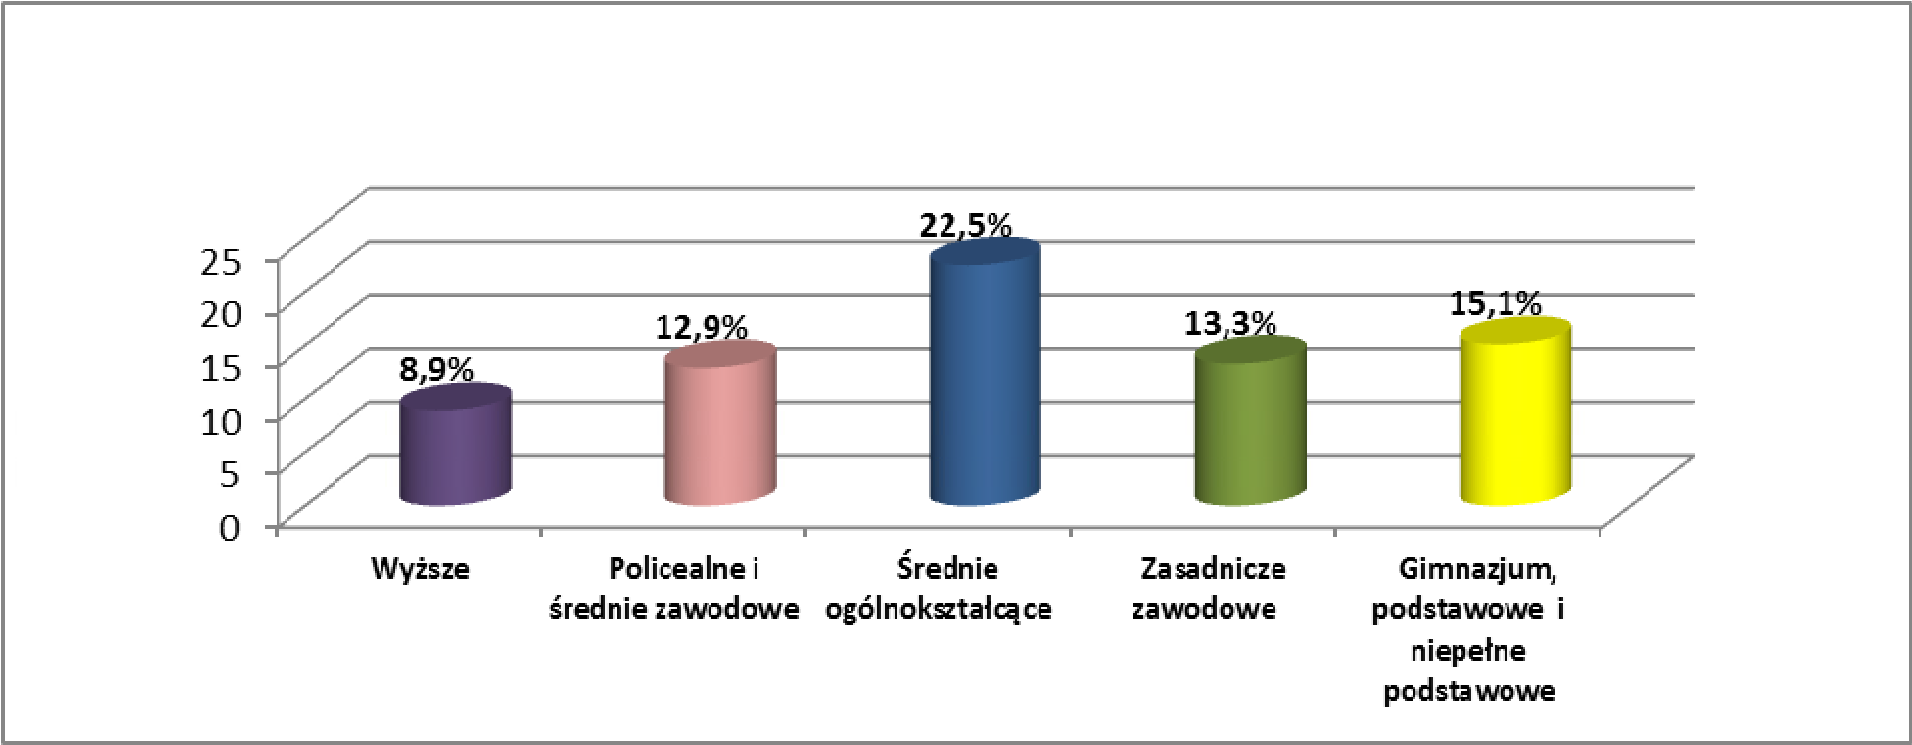 22,5%
25
20
15,1%
12,9%
13,3%
15
8,9%
10
5
0
Wyższe
Policealne i
średnie zawodowe
Średnie
ogólnokształcące
Zasadnicze
zawodowe
Gimnazjum,
podstawowe i
niepełne
podstawowe